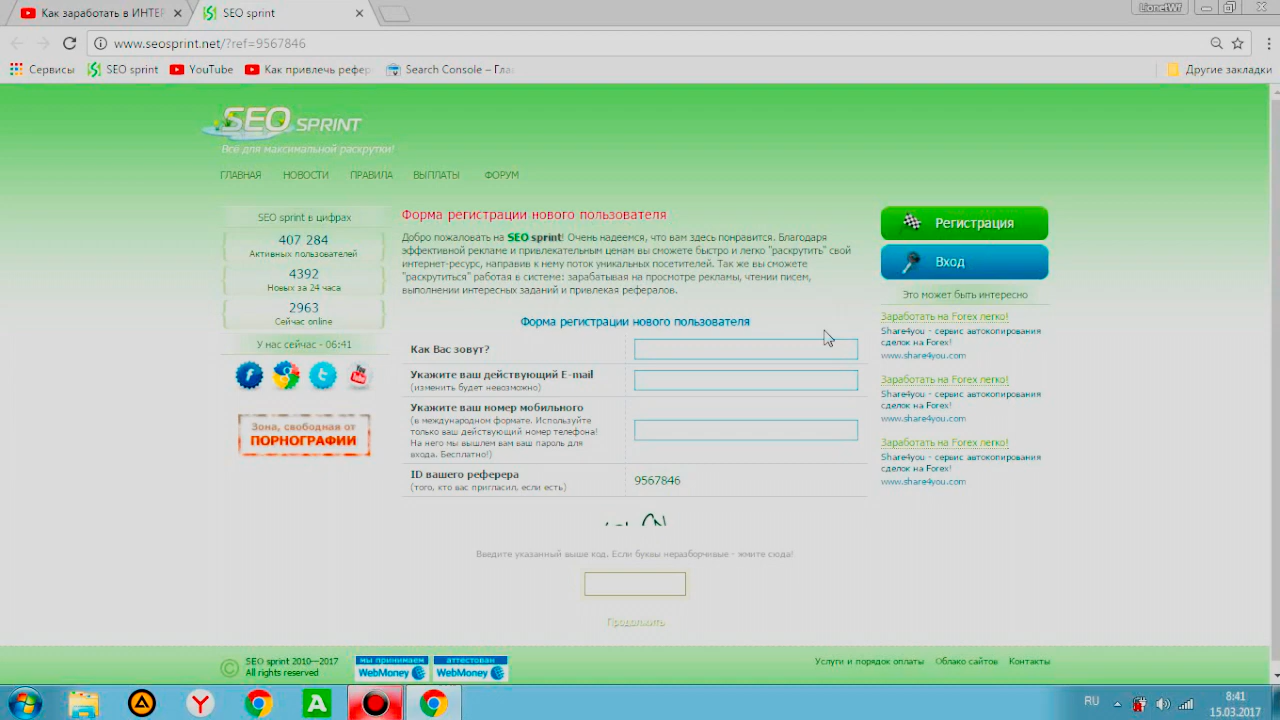 Как заработать в ИНТЕР
SEO sprint
LionetWf
www.seosprint.net/?ref=9567846
Сервисы
SEO sprint
YouTube
Как привлечь рефер
Search Console – Гла
Другие закладки
SEO SPRINT
Всё для максимальной раскрутки!
ГЛАВНАЯ НОВОСТИ ПРАВИЛА ВЫПЛАТЫ ФОРУМ
SEO sprint в цифрах
407 284
Активных пользователей
4392
Новых за 24 часа
2963
Сейчас online
У нас сейчас - 06:41
Зона, свободная от
ПОРНОГРАФИИ
Форма регистрации нового пользователя
Добро пожаловать на SEO sprint! Очень надеемся, что вам здесь понравится. Благодаря
эффективной рекламе и привлекательным ценам вы сможете быстро и легко "раскрутить" свой
интернет-ресурс, направив к нему поток уникальных посетителей. Так же вы сможете
"раскрутиться" работая в системе: зарабатывая на просмотре рекламы, чтении писем,
выполнении интересных заданий и привлекая рефералов.
Форма регистрации нового пользователя
Как Вас зовут?
Укажите ваш действующий E-mail
(изменить будет невозможно)
Укажите ваш номер мобильного
(в международном формате. Используйте
только ваш действующий номер телефона!
На него мы вышлем вам ваш пароль для
входа. Бесплатно!)
ID вашего реферера
(того, кто вас пригласил, если есть)
9567846
Введите указанный выше код. Если буквы неразборчивые - жмите сюда!
Продолжить
Регистрация
Вход
Это может быть интересно
Заработать на Forex легко!
Share4you - сервис автокопирования
сделок на Forex!
www.share4you.com
Заработать на Forex легко!
Share4you - сервис автокопирования
сделок на Forex!
www.share4you.com
Заработать на Forex легко!
Share4you - сервис автокопирования
сделок на Forex!
www.share4you.com
© SEO sprint 2010—2017
All rights reserved
мы принимаем
WebMoney
аттестован
WebMoney
Услуги и порядок оплаты Облако сайтов Контакты
RU
8:41
15.03.2017